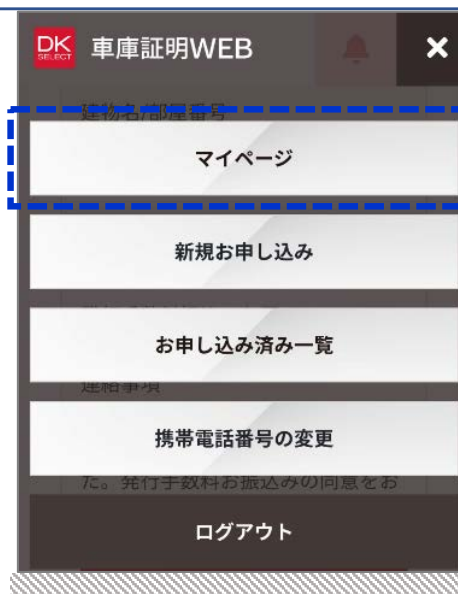 DK SELECT 車庫証明WEB
建物名/部屋番号
マイページ
新規お申し込み
お申し込み済み一覧
連絡事項
携帯電話番号の変更
た。発行手数料お振込みの同意をお
ログアウト